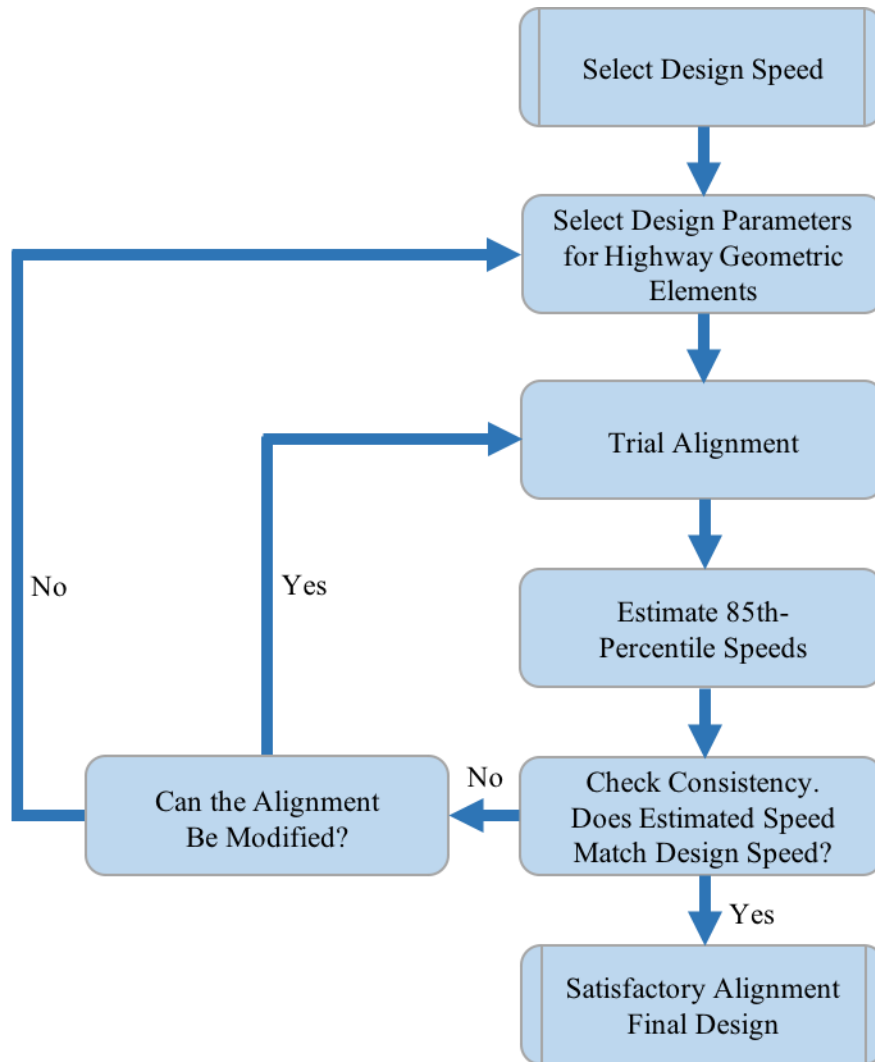 Select Design Speed
Select Design Parameters
for Highway Geometric
Elements
Trial Alignment
No
Yes
Estimate 85th-
Percentile Speeds
Can the Alignment
Be Modified?
No
Check Consistency.
Does Estimated Speed
Match Design Speed?
Yes
Satisfactory Alignment
Final Design